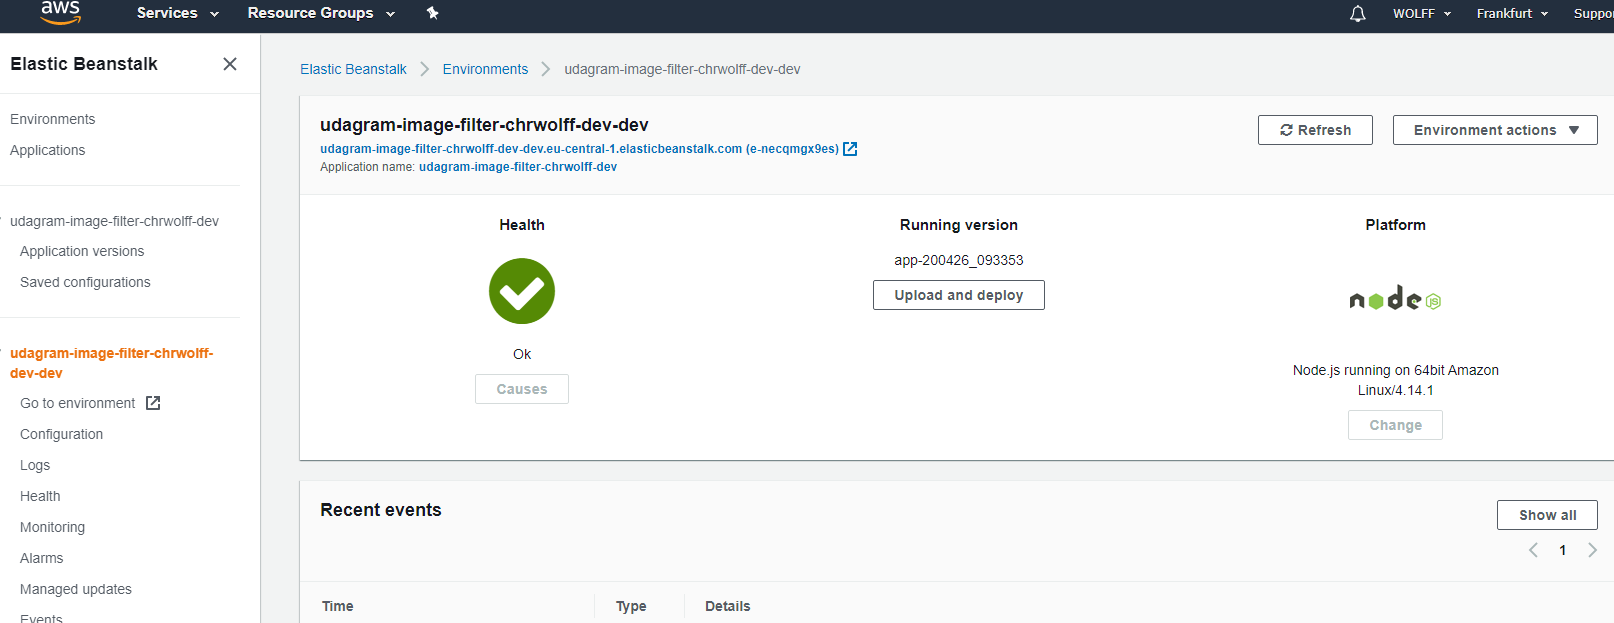 aws Services Resource Groups WOLFF Frankfurt Suppo
Elastic Beanstalk
Environments
Applications
udagram-image-filter-chrwolff-dev
Application versions
Saved configurations
udagram-image-filter-chrwolff-
dev-dev
Go to environment
Configuration
Logs
Health
Monitoring
Alarms
Managed updates
Events
Elastic Beanstalk Environments udagram-image-filter-chrwolff-dev-dev
udagram-image-filter-chrwolff-dev-dev
udagram-image-filter-chrwolff-dev-dev.eu-central-1.elasticbeanstalk.com (e-necqmgx9es)
Application name: udagram-image-filter-chrwolff-dev
Refresh
Environment actions
Health
Ok
Causes
Running version
app-200426_093353
Upload and deploy
Platform
node JS
Node.js running on 64bit Amazon
Linux/4.14.1
Change
Recent events
Show all
1
Time Type Details